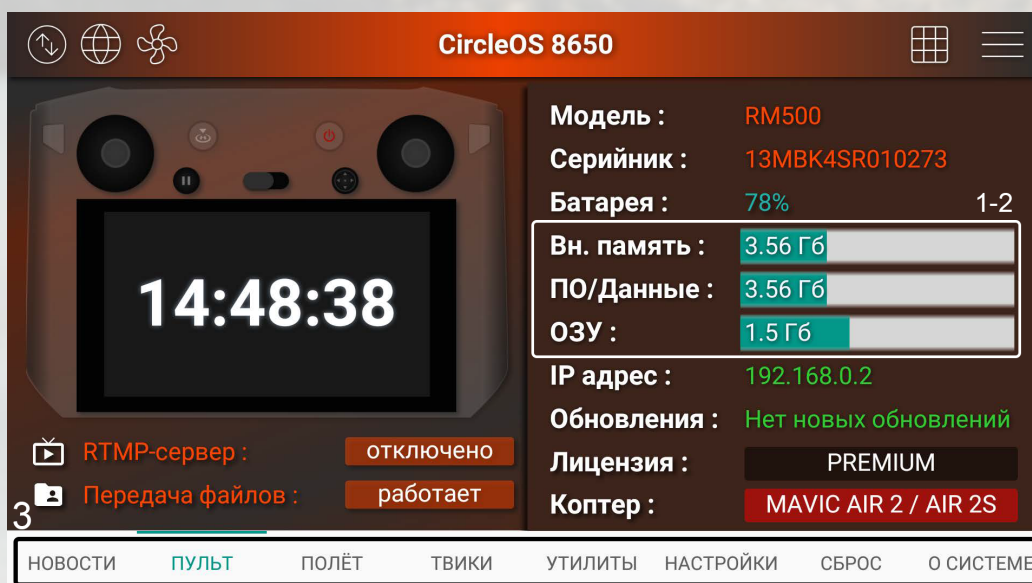 CircleOS 8650
14:48:38
RTMP-сервер : отключено
Передача файлов : работает
3
Модель : RM500
Серийник : 13MBK4SR010273
Батарея : 78% 1-2
Вн. память : 3.56 Гб
ПО/Данные : 3.56 Гб
ОЗУ : 1.5 Гб
IP адрес : 192.168.0.2
Обновления : Нет новых обновлений
Лицензия : PREMIUM
Коптер : MAVIC AIR 2 / AIR 2S
НОВОСТИ ПУЛЬТ ПОЛЁТ ТВИКИ УТИЛИТЫ НАСТРОЙКИ СБРОС О СИСТЕМЕ